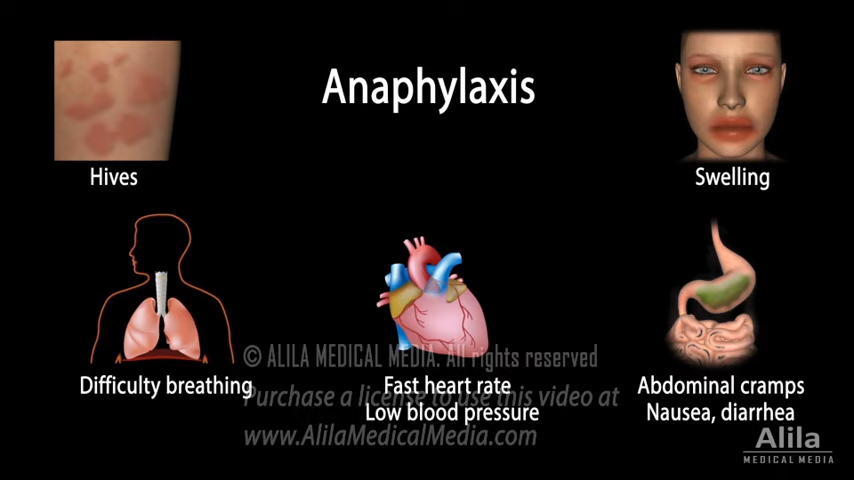 Anaphylaxis
Hives
Swelling
© ALILA MEDICAL MEDIA. All rights reserved
Difficulty breathing
Fast heart rate
Low blood pressure
Abdominal cramps
Nausea, diarrhea
Purchase a license to use this video at
www.AlilaMedicalMedia.com
Alila
MEDICAL MEDIA